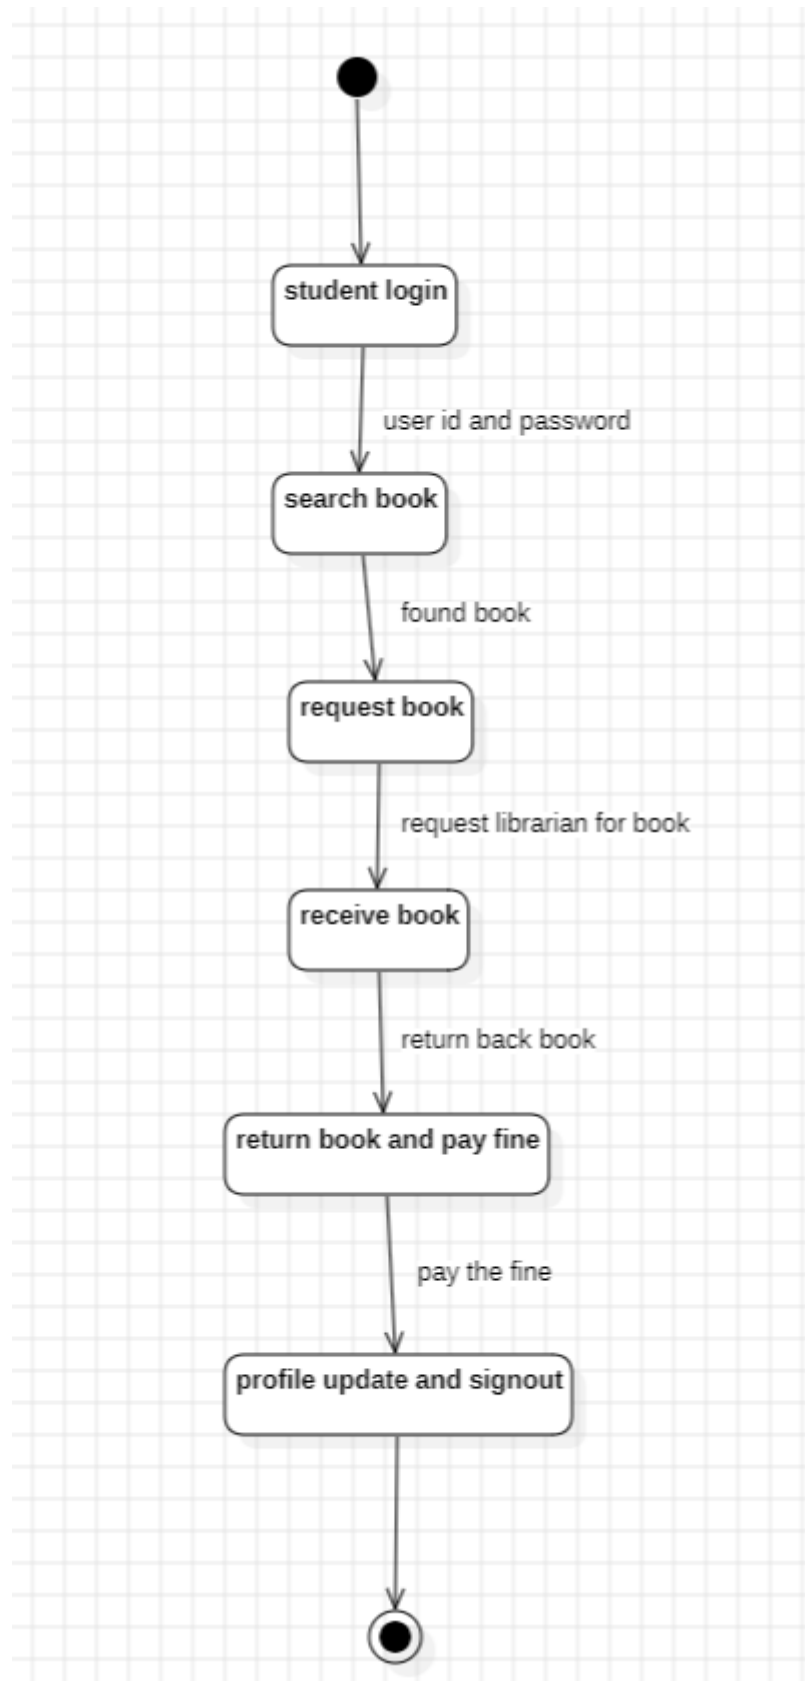 student login
user id and password
search book
found book
request book
request librarian for book
receive book
return back book
return book and pay fine
pay the fine
profile update and signout